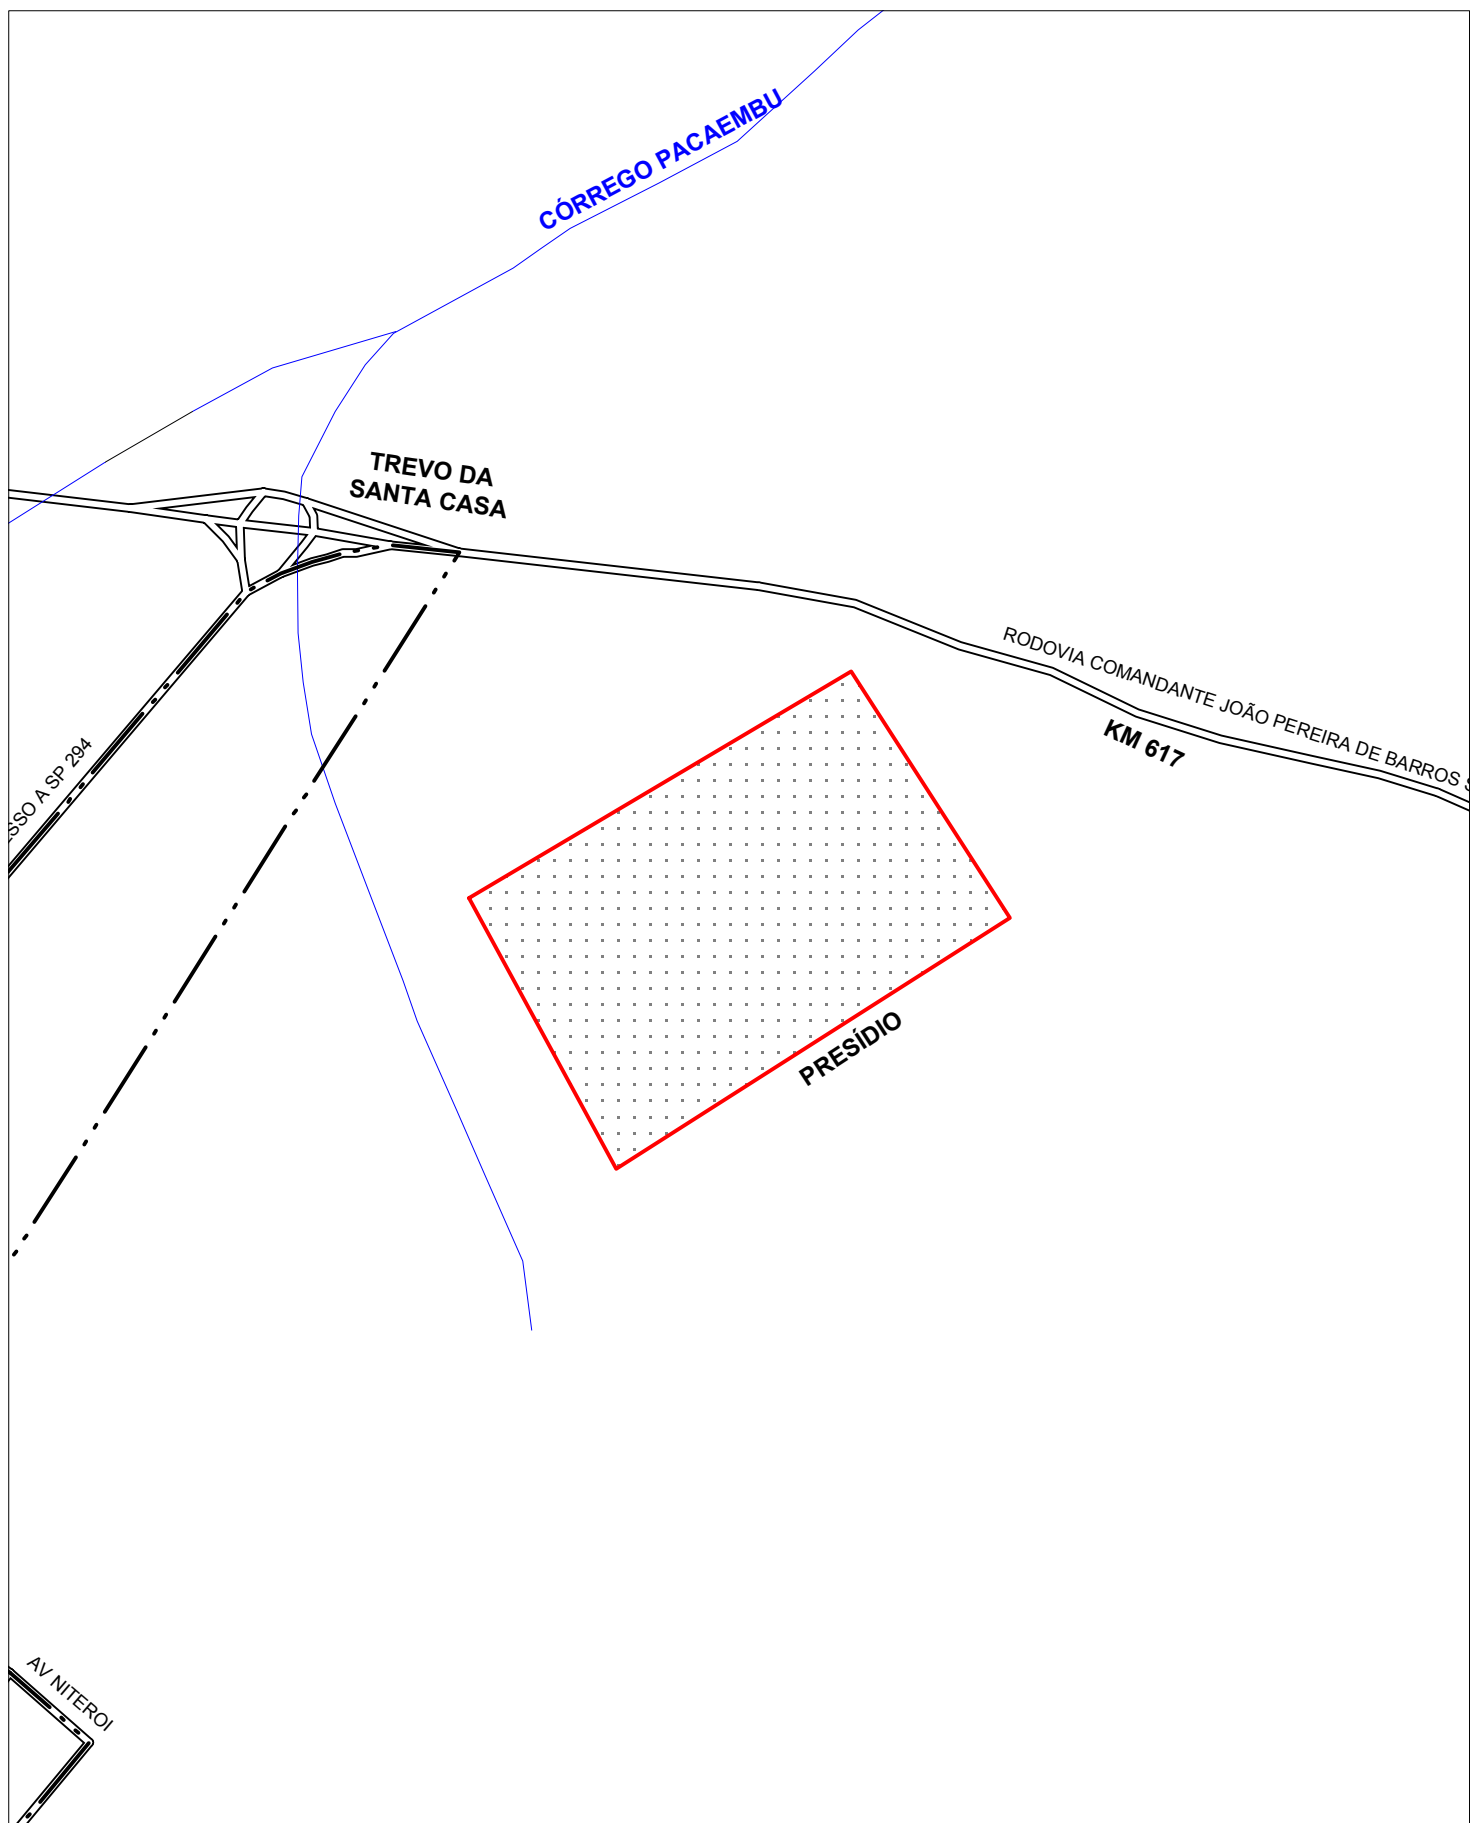 CÓRREGO PACAEMBU
TREVO DA
SANTA CASA
RODOVIA COMANDANTE JOÃO PEREIRA DE BARROS S
KM 617
ESSO A SP 294
PRESÍDIO
AV NITEROI